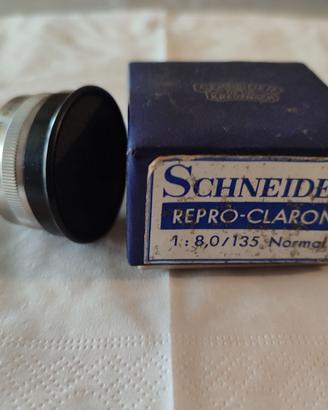 SCHNEIDE
REPRO-CLARON
1:8,0/135 Normal